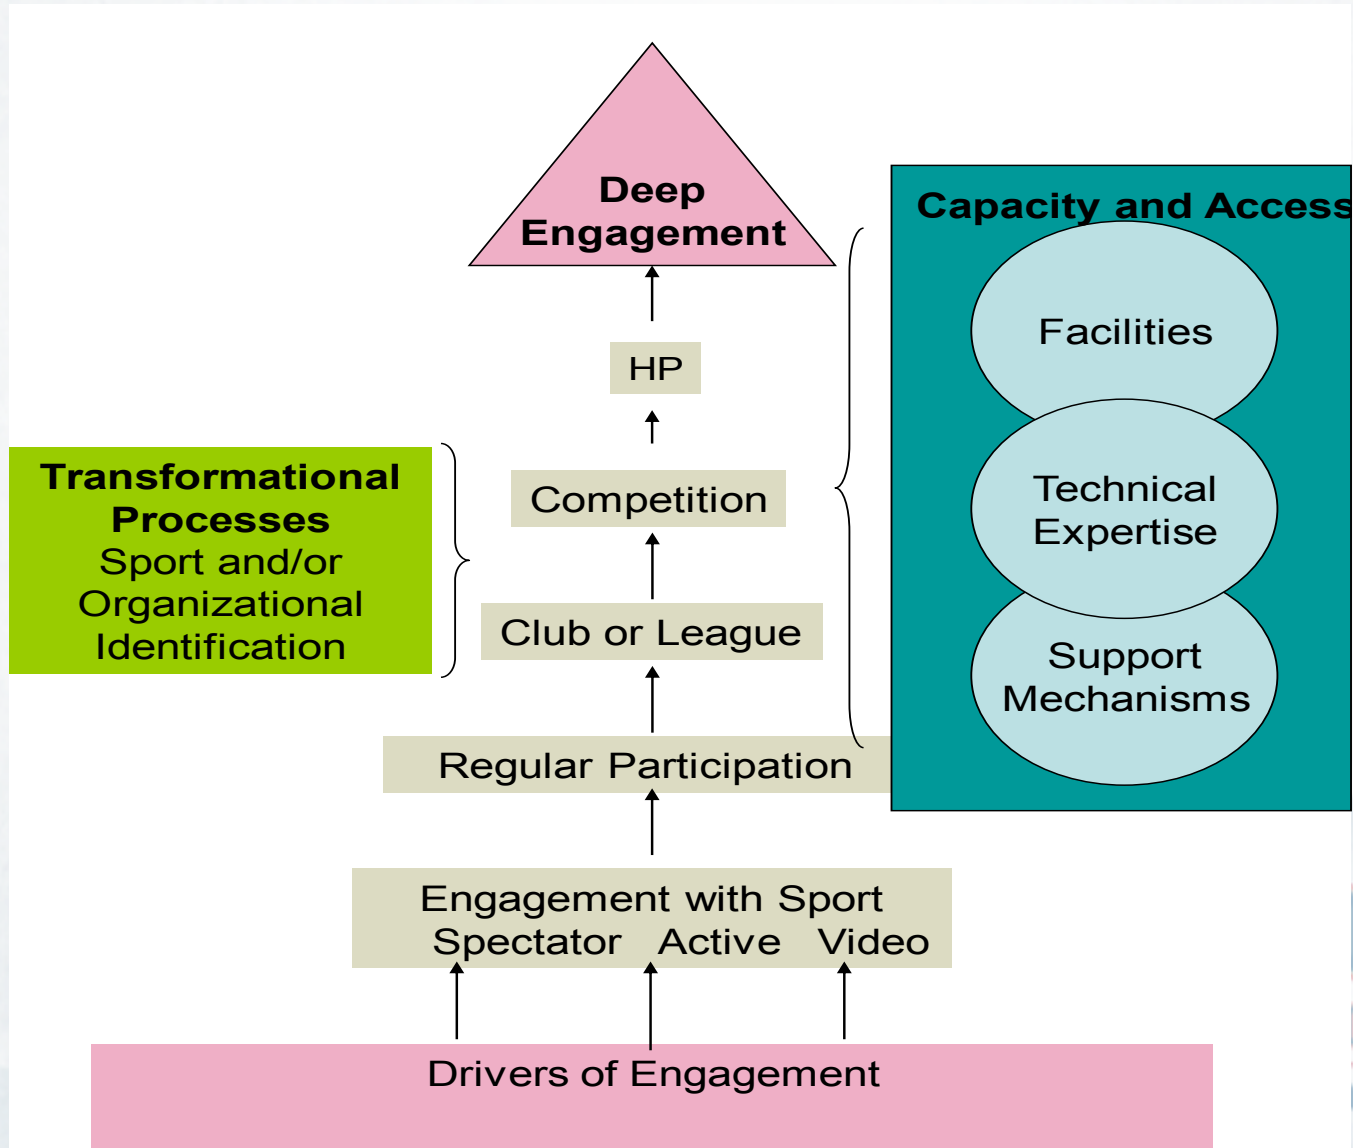 Deep
Engagement
Capacity and Access
Facilities
HP
Transformational
Processes
Sport and/or
Organizational
Identification
Competition
Technical
Expertise
Club or League
Support
Mechanisms
Regular Participation
Engagement with Sport
Spectator Active Video
Drivers of Engagement